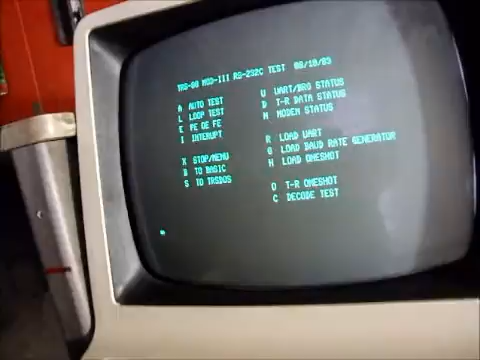 TRS-80 MOD-III RS-232C TEST 08/10/83
A AUTO TEST
L LOOP TEST
E PE OE FE
I INTERUPT
X STOP/MENU
B TO BASIC
S TO TRSDOS
U UART/BRG STATUS
D T-R DATA STATUS
M MODEM STATUS
R LOAD UART
G LOAD BAUD RATE GENERATOR
H LOAD ONESHOT
O T-R ONESHOT
C DECODE TEST